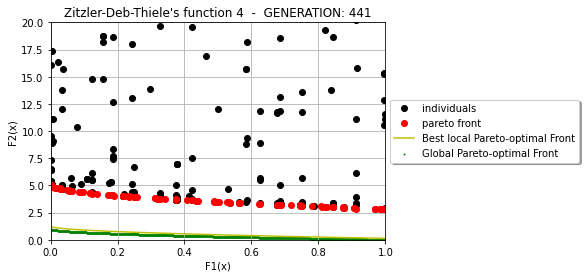 Zitzler-Deb-Thiele's function 4 - GENERATION: 441
20.0
17.5
15.0
12.5
10.0
7.5
5.0
2.5
0.0
F2(x)
0.0 0.2 0.4 0.6 0.8 1.0
F1(x)
individuals
pareto front
Best local Pareto-optimal Front
Global Pareto-optimal Front